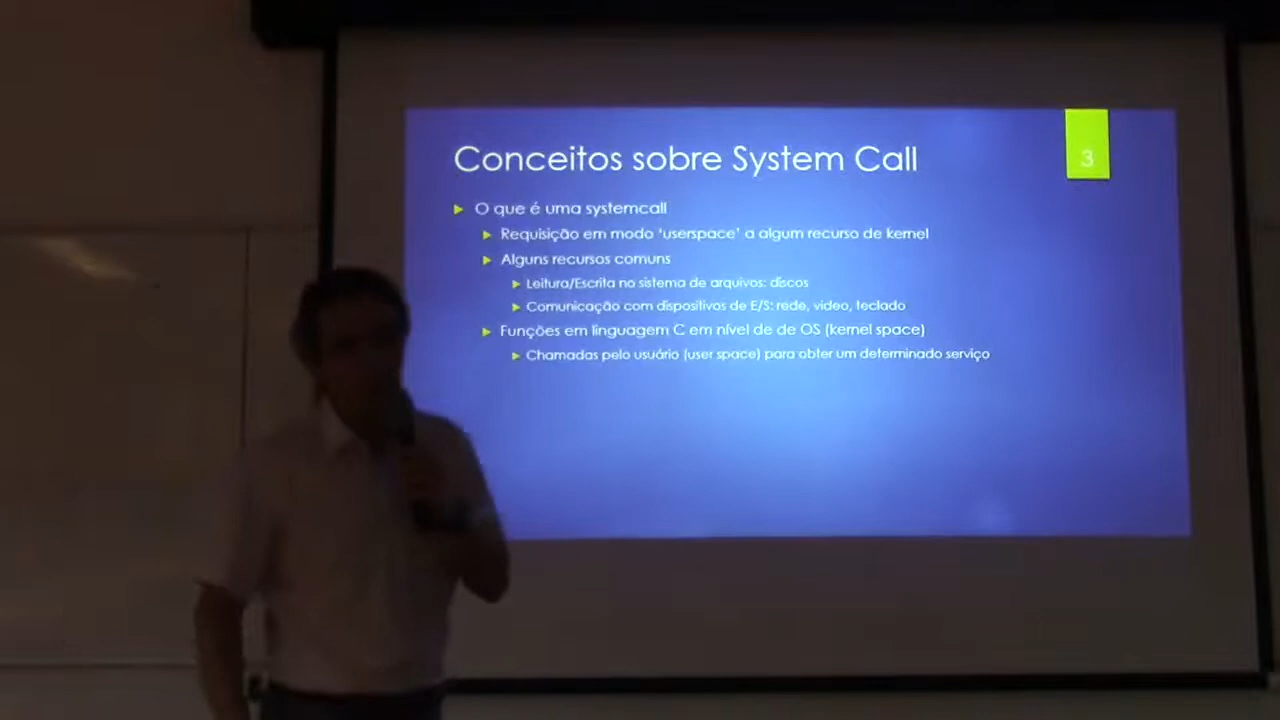 Conceitos sobre System Call
3
O que é uma systemcall
Requisição em modo ‘userspace’ a algum recurso de kernel
Alguns recursos comuns
Leitura/Escrita no sistema de arquivos: discos
Comunicação com dispositivos de E/S: rede, video, teclado
Funções em linguagem C em nível de de OS (kernel space)
Chamadas pelo usuário (user space) para obter um determinado serviço